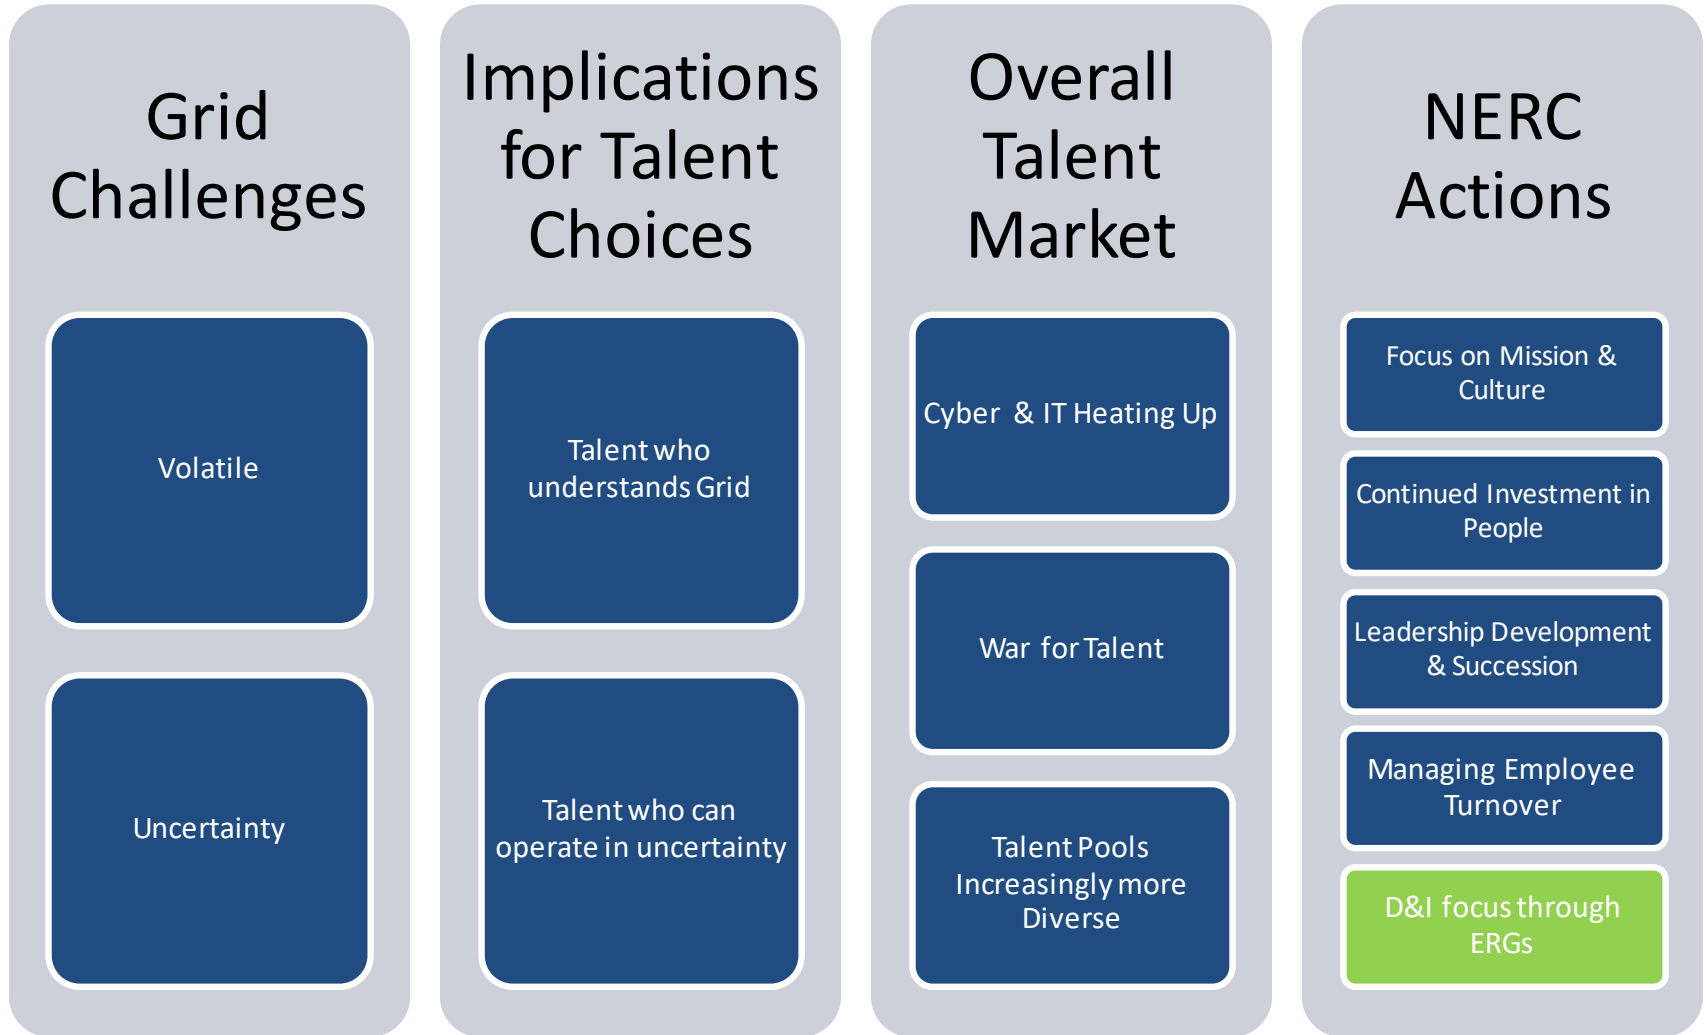 Grid
Challenges
Volatile
Uncertainty
Implications
for Talent
Choices
Talent who
understands Grid
Talent who can
operate in uncertainty
Overall
Talent
Market
Cyber & IT Heating Up
War for Talent
Talent Pools
Increasingly more
Diverse
NERC
Actions
Focus on Mission &
Culture
Continued Investment in
People
Leadership Development
& Succession
Managing Employee
Turnover
D&I focus through
ERGs